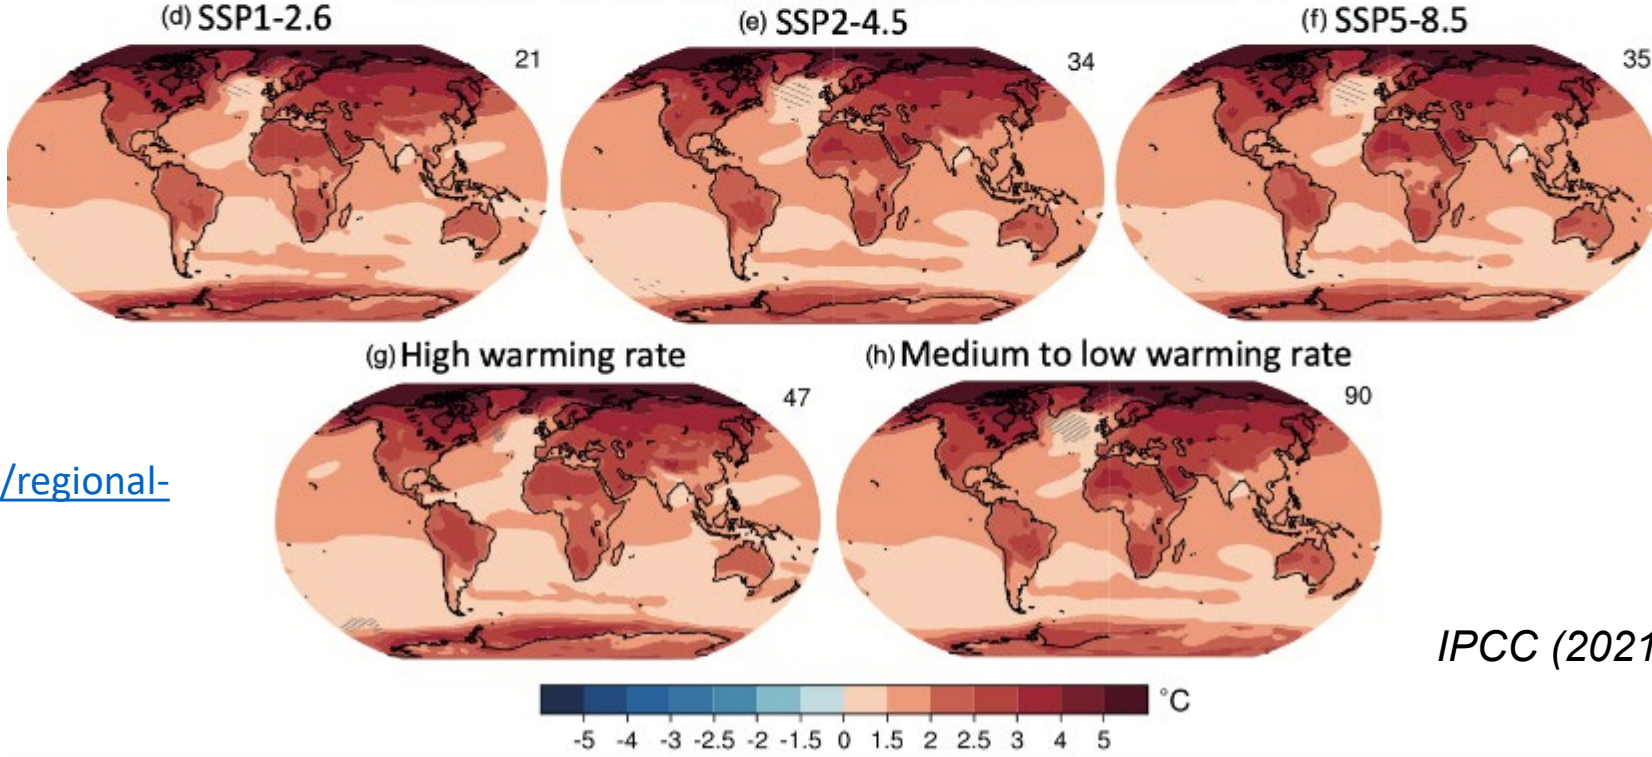 (d) SSP1-2.6
(e) SSP2-4.5
(f) SSP5-8.5
21
34
35
(g) High warming rate
(h) Medium to low warming rate
47
90
/regional-
IPCC (2021
°C
-5 -4 -3 -2.5 -2 -1.5 0 1.5 2 2.5 3 4 5